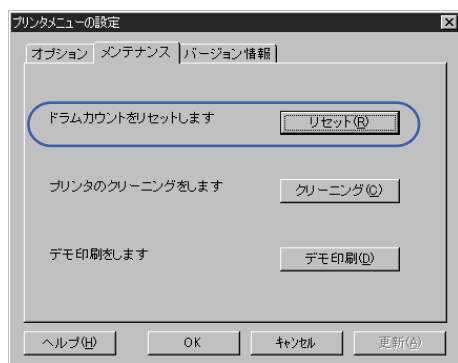 プリンタメニューの設定
オプション メンテナンス バージョン情報
ドラムカウントをリセットします リセット(R)
プリンタのクリーニングをします クリーニング(C)
デモ印刷をします デモ印刷(D)
ヘルプ(H) OK キャンセル 更新(A)